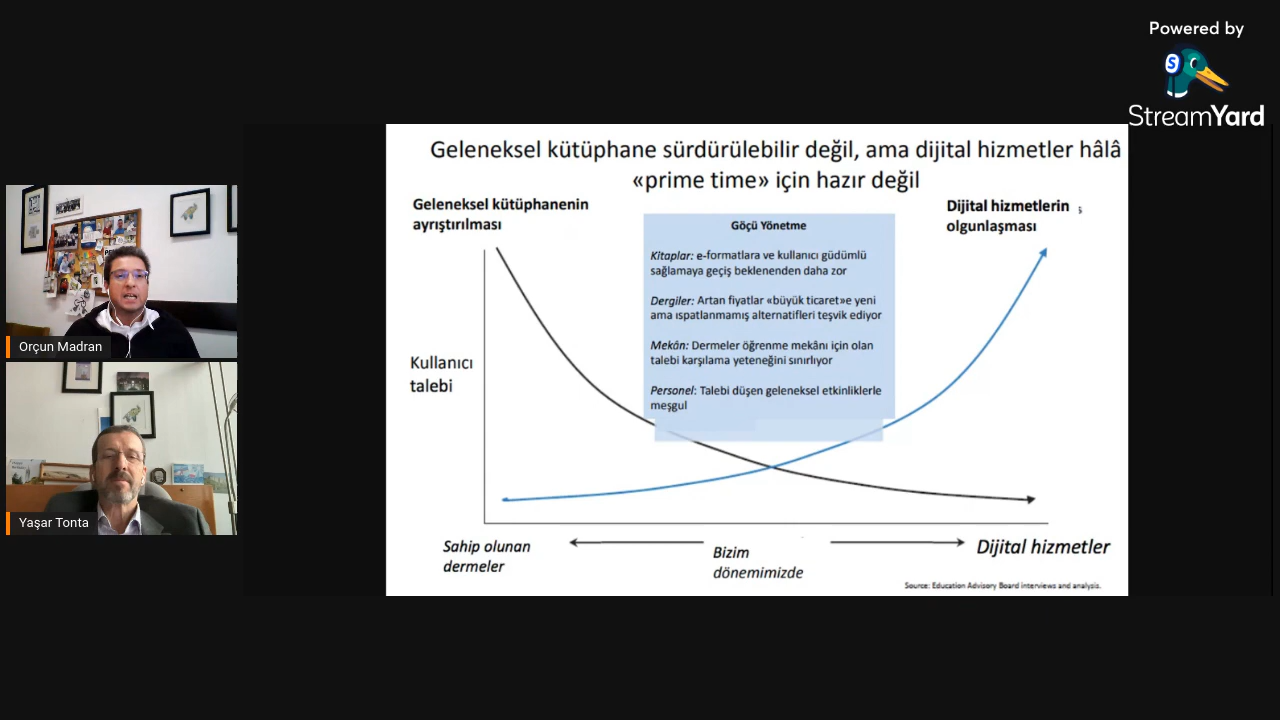 Powered by
StreamYard
Geleneksel kütüphane sürdürülebilir değil, ama dijital hizmetler hâlâ
«prime time» için hazır değil
Geleneksel kütüphanenin
ayrıştırılması
Göçü Yönetme
Kitaplar: e-formatlara ve kullanıcı güdümlü
sağlamaya geçiş beklenenden daha zor
Dergiler: Artan fiyatlar «büyük ticaret»e yeni
ama ıspatlanmamış alternatifleri teşvik ediyor
Mekân: Dermeler öğrenme mekânı için olan
talebi karşılama yeteneğini sınırlıyor
Personel: Talebi düşen geleneksel etkinliklerle
meşgul
Dijital hizmetlerin s
olgunlaşması
Kullanıcı
talebi
Sahip olunan
dermeler
Bizim
dönemimizde
Dijital hizmetler
Source: Education Advisory Board interviews and analysis.
Orçun Madran
Yaşar Tonta